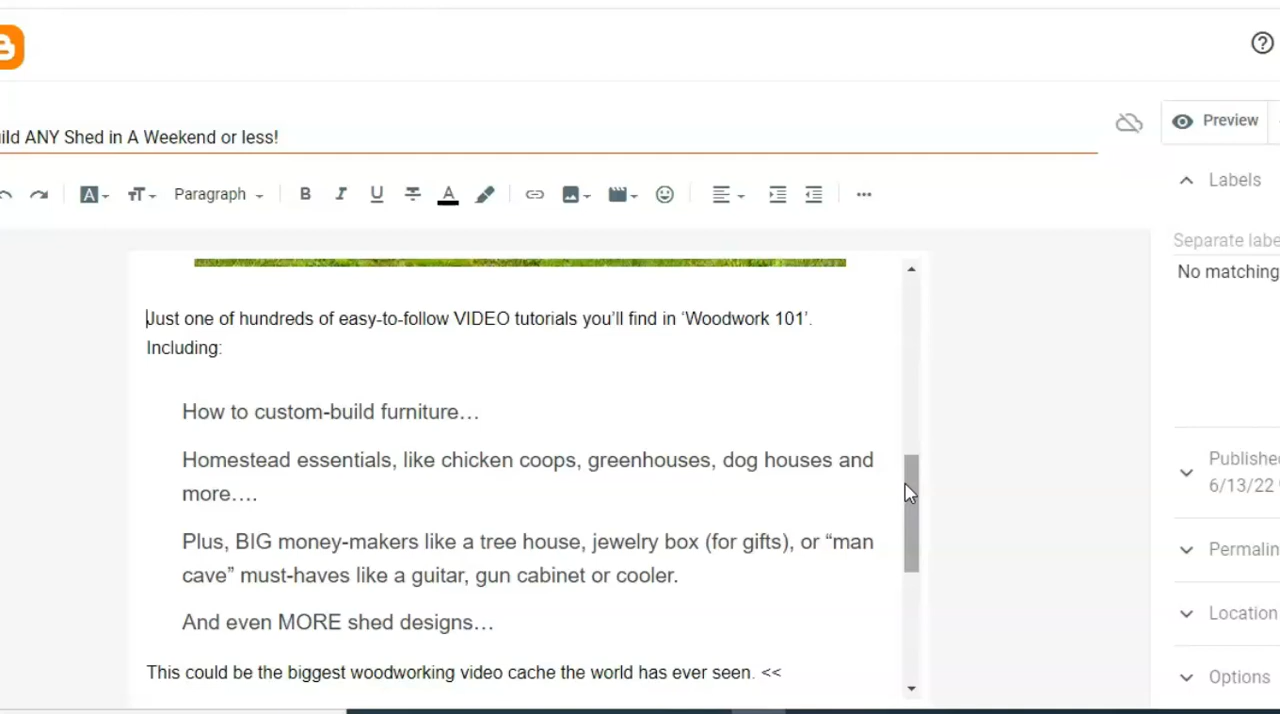 ild ANY Shed in A Weekend or less!
Preview
Paragraph
Labels
Separate labe
No matching
Just one of hundreds of easy-to-follow VIDEO tutorials you’ll find in ‘Woodwork 101’.
Including:
How to custom-build furniture…
Homestead essentials, like chicken coops, greenhouses, dog houses and
more….
Plus, BIG money-makers like a tree house, jewelry box (for gifts), or “man
cave” must-haves like a guitar, gun cabinet or cooler.
And even MORE shed designs…
This could be the biggest woodworking video cache the world has ever seen. <<
Published
6/13/22
Permalin
Location
Options